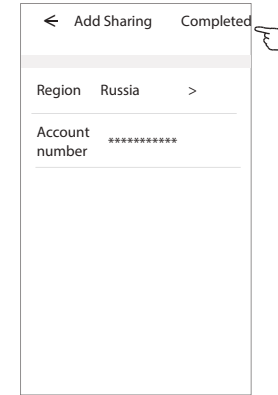 ← Add Sharing Completed
Region Russia >
Account
number ***********